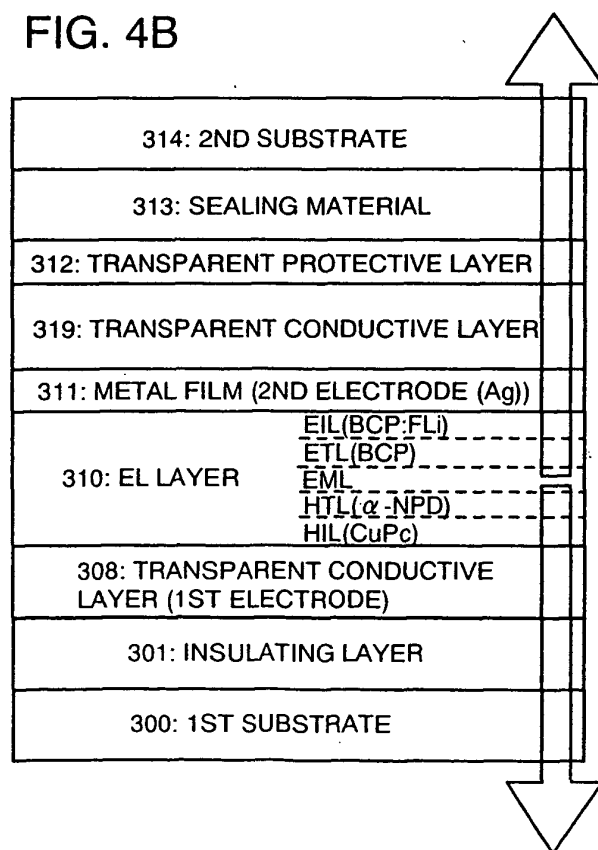 FIG. 4B
314: 2ND SUBSTRATE
313: SEALING MATERIAL
312: TRANSPARENT PROTECTIVE LAYER
319: TRANSPARENT CONDUCTIVE LAYER
311: METAL FILM (2ND ELECTRODE (Ag))
310: EL LAYER
EIL(BCP:FLi)
ETL(BCP)
EML
HTL(α-NPD)
HIL(CuPc)
308: TRANSPARENT CONDUCTIVE
LAYER (1ST ELECTRODE)
301: INSULATING LAYER
300: 1ST SUBSTRATE